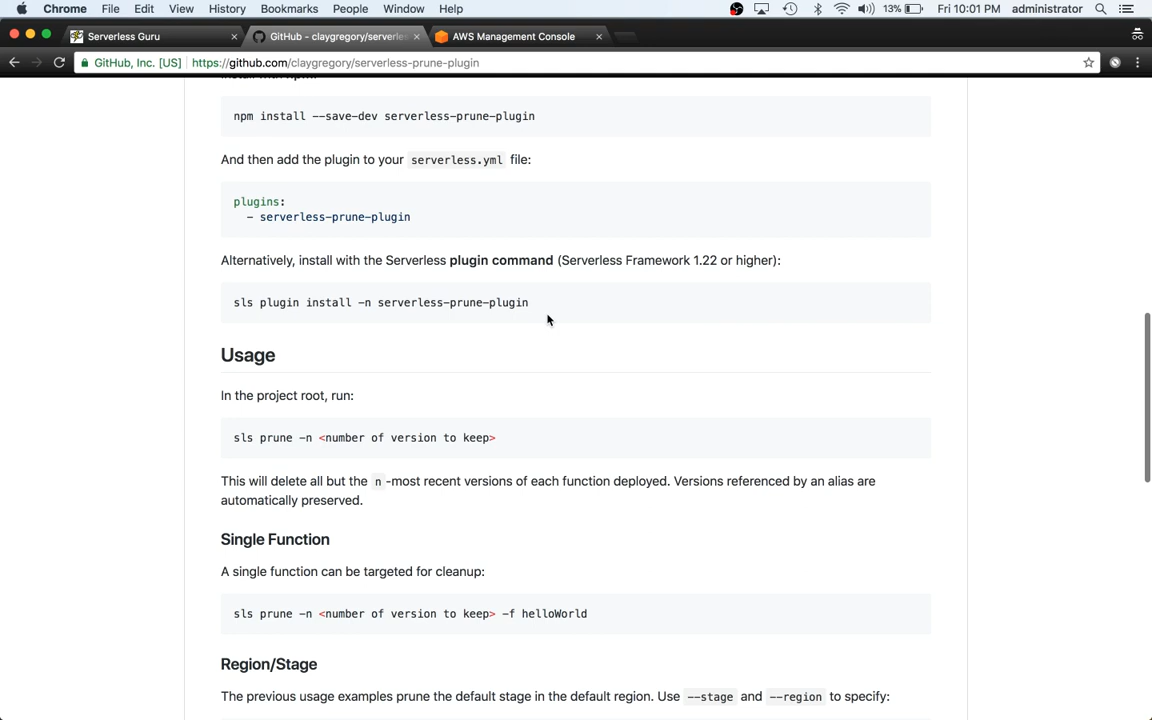 Chrome File Edit View History Bookmarks People Window Help 13% Fri 10:01 PM administrator
Serverless Guru GitHub - claygregory/serverles AWS Management Console
GitHub, Inc. [US] https://github.com/claygregory/serverless-prune-plugin
npm install --save-dev serverless-prune-plugin
And then add the plugin to your serverless.yml file:
plugins:
- serverless-prune-plugin
Alternatively, install with the Serverless plugin command (Serverless Framework 1.22 or higher):
sls plugin install -n serverless-prune-plugin
Usage
In the project root, run:
sls prune -n <number of version to keep>
This will delete all but the n -most recent versions of each function deployed. Versions referenced by an alias are
automatically preserved.
Single Function
A single function can be targeted for cleanup:
sls prune -n <number of version to keep> -f helloWorld
Region/Stage
The previous usage examples prune the default stage in the default region. Use --stage and --region to specify: